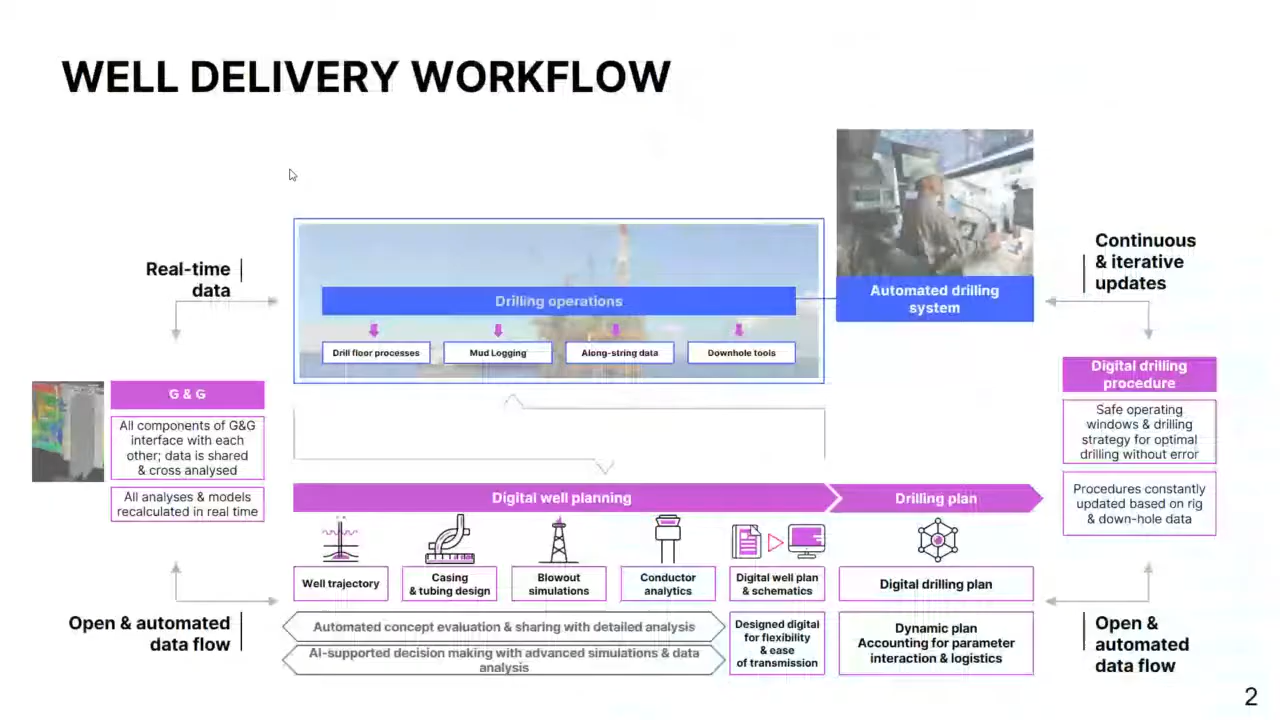 WELL DELIVERY WORKFLOW
Real-time
data
Drilling operations
Drill floor processes
Mud Logging
Along-string data
Downhole tools
Automated drilling
system
Continuous
& iterative
updates
G & G
All components of G&G
interface with each
other; data is shared
& cross analysed
All analyses & models
recalculated in real time
Digital drilling
procedure
Safe operating
windows & drilling
strategy for optimal
drilling without error
Procedures constantly
updated based on rig
& down-hole data
Digital well planning
Drilling plan
Well trajectory
Casing
& tubing design
Blowout
simulations
Conductor
analytics
Digital well plan
& schematics
Digital drilling plan
Automated concept evaluation & sharing with detailed analysis
AI-supported decision making with advanced simulations & data
analysis
Designed digital
for flexibility
& ease
of transmission
Dynamic plan
Accounting for parameter
interaction & logistics
Open & automated
data flow
Open &
automated
data flow
2